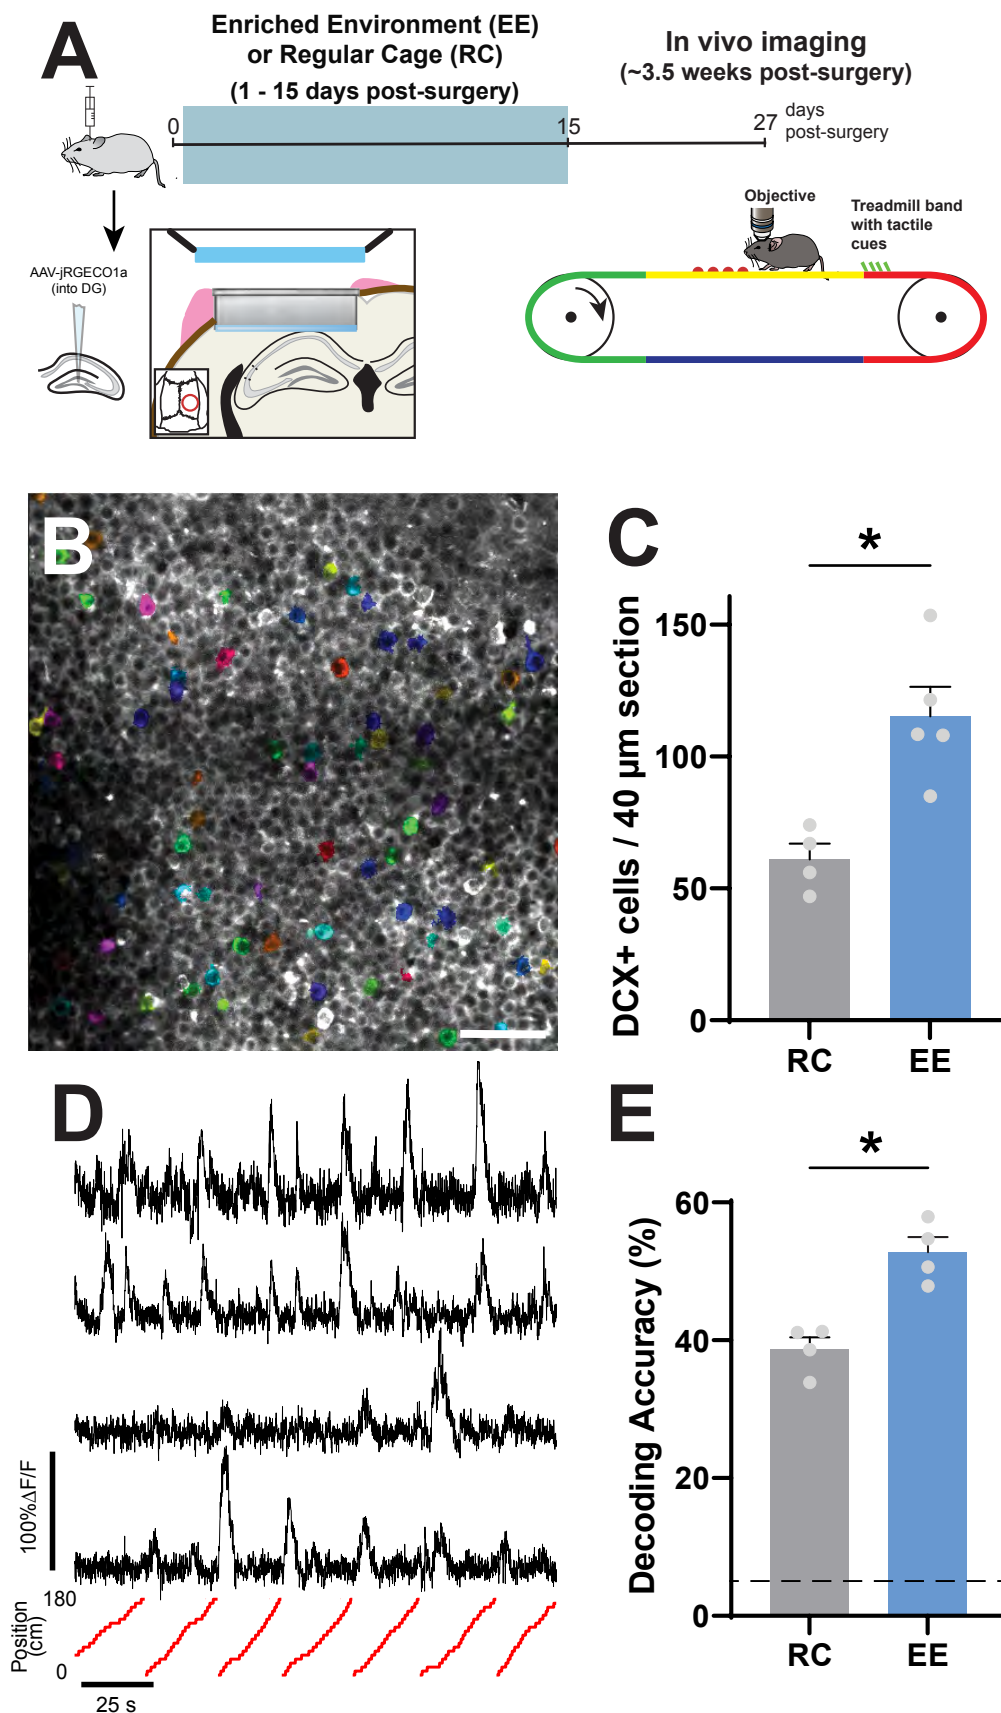 A
Enriched Environment (EE)
or Regular Cage (RC)
(1 - 15 days post-surgery)
In vivo imaging
(~3.5 weeks post-surgery)
0
15
27
days
post-surgery
AAV-jRGECO1a
(into DG)
Objective
Treadmill band
with tactile
cues
B
C
*
DCX+ cells / 40 µm section
150
100
50
0
RC
EE
D
100%ΔF/F
180
Position
(cm)
0
25 s
E
*
Decoding Accuracy (%)
60
40
20
0
RC
EE